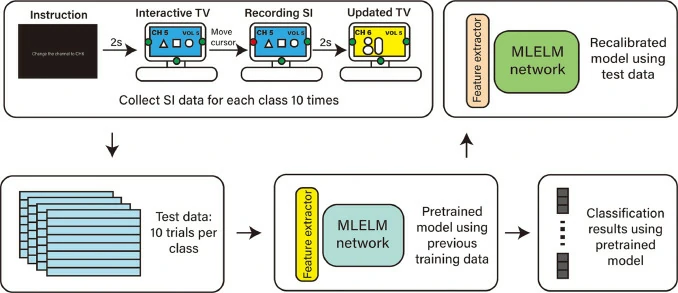 Instruction
Interactive TV
Recording SI
Updated TV
Change the channel to CH 6
2s
CH 5 VOL 5
Move
cursor
CH 5 VOL 5
2s
CH 6 VOL 5
Collect SI data for each class 10 times
Feature extractor
MLELM
network
Recalibrated
model using
test data
Test data:
10 trials per
class
Feature extractor
MLELM
network
Pretrained
model using
previous
training data
Classification
results using
pretrained
model